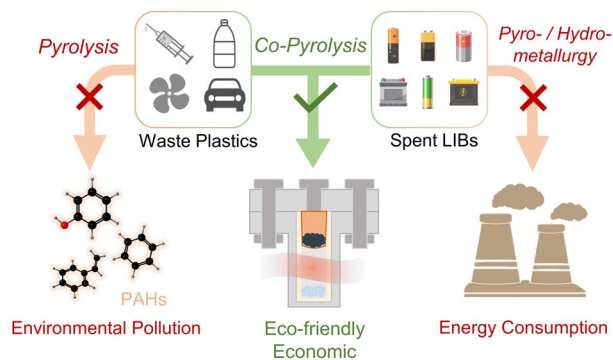 Pyrolysis
Co-Pyrolysis
Pyro- / Hydro-
metallurgy
Waste Plastics
Spent LIBs
PAHs
Environmental Pollution
Eco-friendly
Economic
Energy Consumption